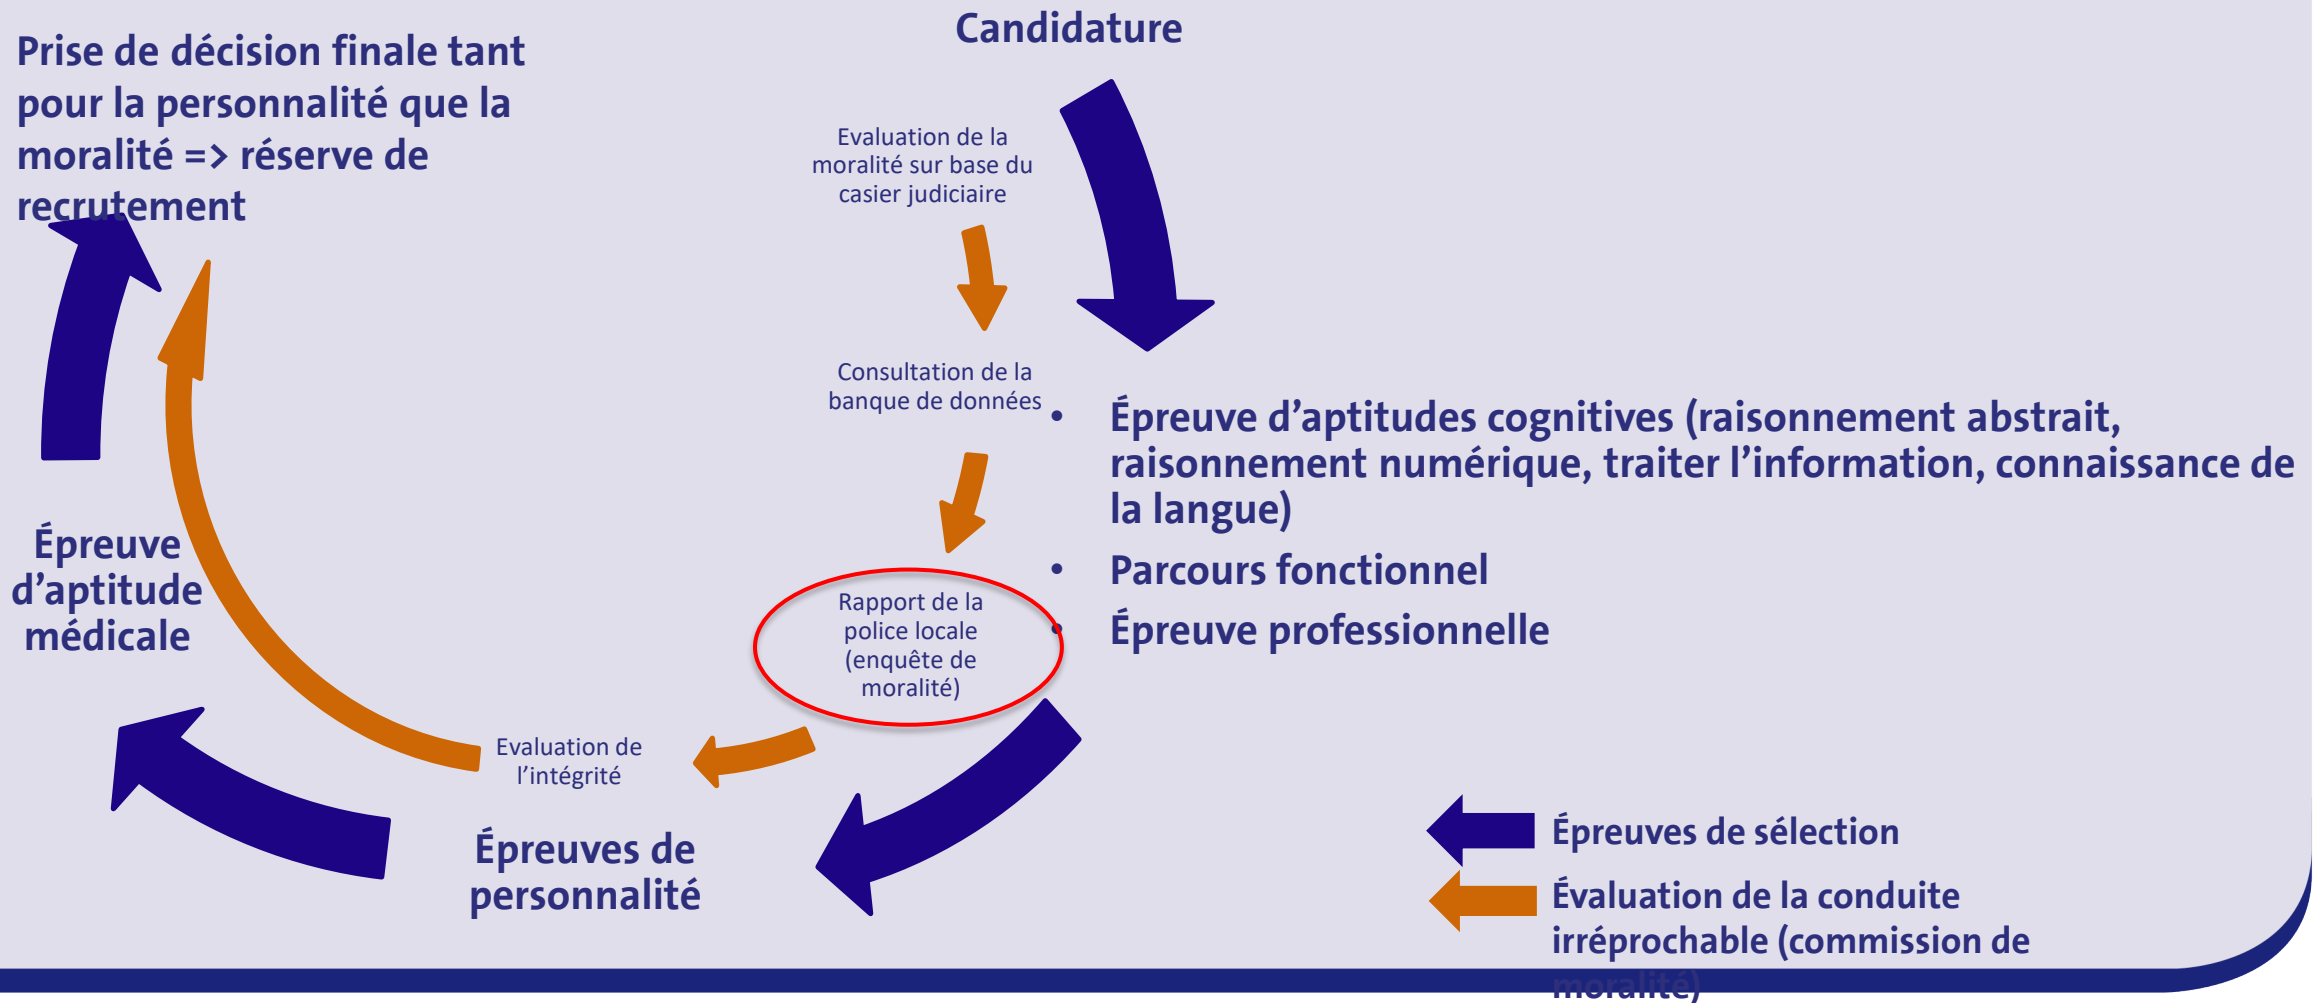 Candidature
Prise de décision finale tant
pour la personnalité que la
moralité => réserve de
recrutement
Evaluation de la
moralité sur base du
casier judiciaire
Consultation de la
banque de données
• Épreuve d’aptitudes cognitives (raisonnement abstrait,
raisonnement numérique, traiter l’information, connaissance de
la langue)
• Parcours fonctionnel
• Épreuve professionnelle
Rapport de la
police locale
(enquête de
moralité)
Evaluation de
l’intégrité
Épreuves de
personnalité
Épreuve
d’aptitude
médicale
Épreuves de sélection
Évaluation de la conduite
irréprochable (commission de
moralité)